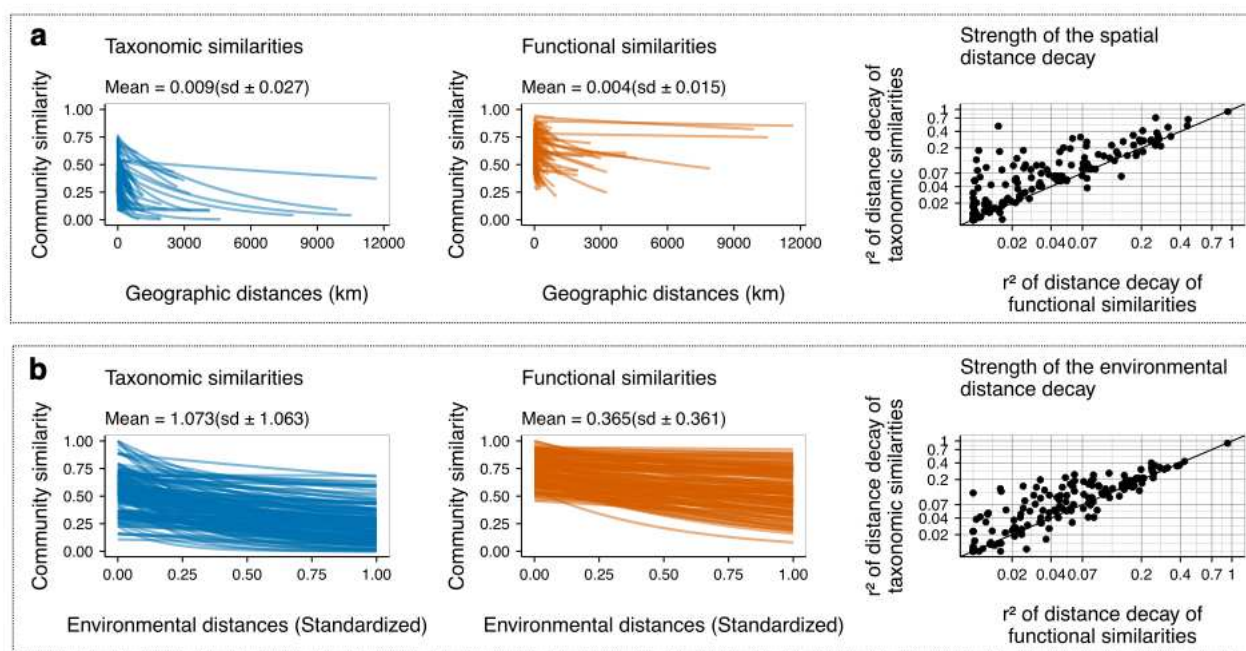 a
Taxonomic similarities
Mean = 0.009(sd ± 0.027)
Community similarity
1.00
0.75
0.50
0.25
0.00
0
3000
6000
9000
12000
Geographic distances (km)
Functional similarities
Mean = 0.004(sd ± 0.015)
Community similarity
1.00
0.75
0.50
0.25
0.00
0
3000
6000
9000
12000
Geographic distances (km)
Strength of the spatial
distance decay
r² of distance decay of
taxonomic similarities
1
0.7
0.4
0.2
0.07
0.04
0.02
0.02
0.04
0.07
0.2
0.4
0.7
1
r² of distance decay of
functional similarities
b
Taxonomic similarities
Mean = 1.073(sd ± 1.063)
Community similarity
1.00
0.75
0.50
0.25
0.00
0.00
0.25
0.50
0.75
1.00
Environmental distances (Standardized)
Functional similarities
Mean = 0.365(sd ± 0.361)
Community similarity
1.00
0.75
0.50
0.25
0.00
0.00
0.25
0.50
0.75
1.00
Environmental distances (Standardized)
Strength of the environmental
distance decay
r² of distance decay of
taxonomic similarities
1
0.7
0.4
0.2
0.07
0.04
0.02
0.02
0.04
0.07
0.2
0.4
0.7
1
r² of distance decay of
functional similarities